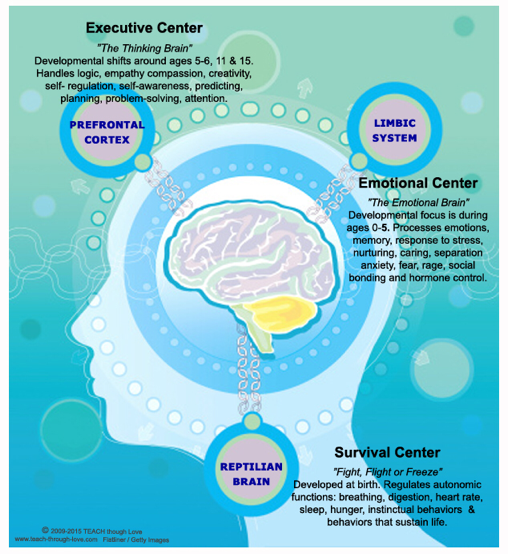 Executive Center
"The Thinking Brain"
Developmental shifts around ages 5-6, 11 & 15.
Handles logic, empathy compassion, creativity,
self- regulation, self-awareness, predicting,
planning, problem-solving, attention.
PREFRONTAL
CORTEX
LIMBIC
SYSTEM
Emotional Center
"The Emotional Brain"
Developmental focus is during
ages 0-5. Processes emotions,
memory, response to stress,
nurturing, caring, separation
anxiety, fear, rage, social
bonding and hormone control.
REPTILIAN
BRAIN
Survival Center
"Fight, Flight or Freeze"
Developed at birth. Regulates autonomic
functions: breathing, digestion, heart rate,
sleep, hunger, instinctual behaviors &
behaviors that sustain life.
© 2009-2015 TEACH though Love
www.teach-through-love.com Flatliner / Getty Images